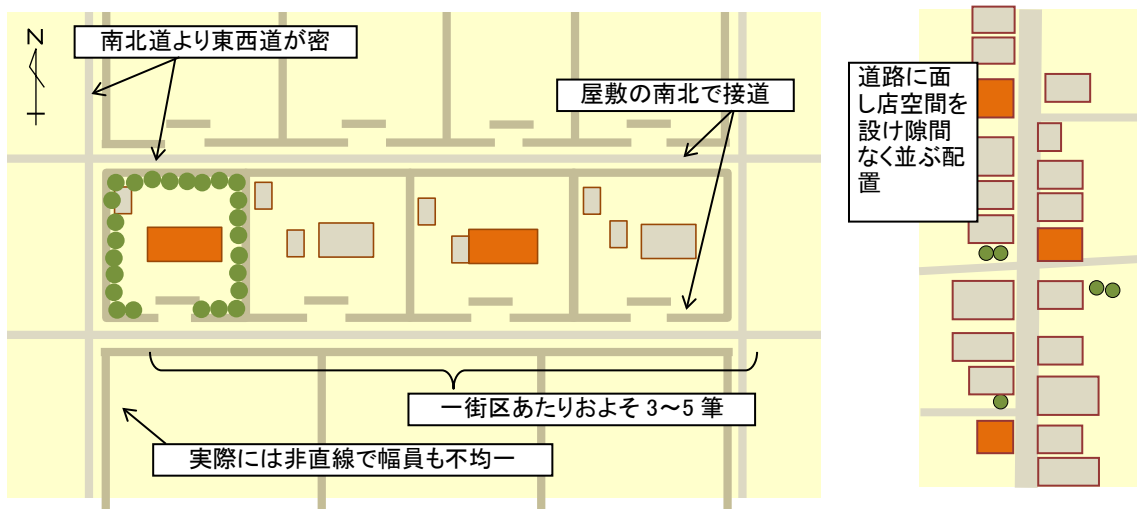 N
南北道より東西道が密
屋敷の南北で接道
一街区あたりおよそ3~5筆
実際には非直線で幅員も不均一
道路に面
し店空間を
設け隙間
なく並ぶ配
置